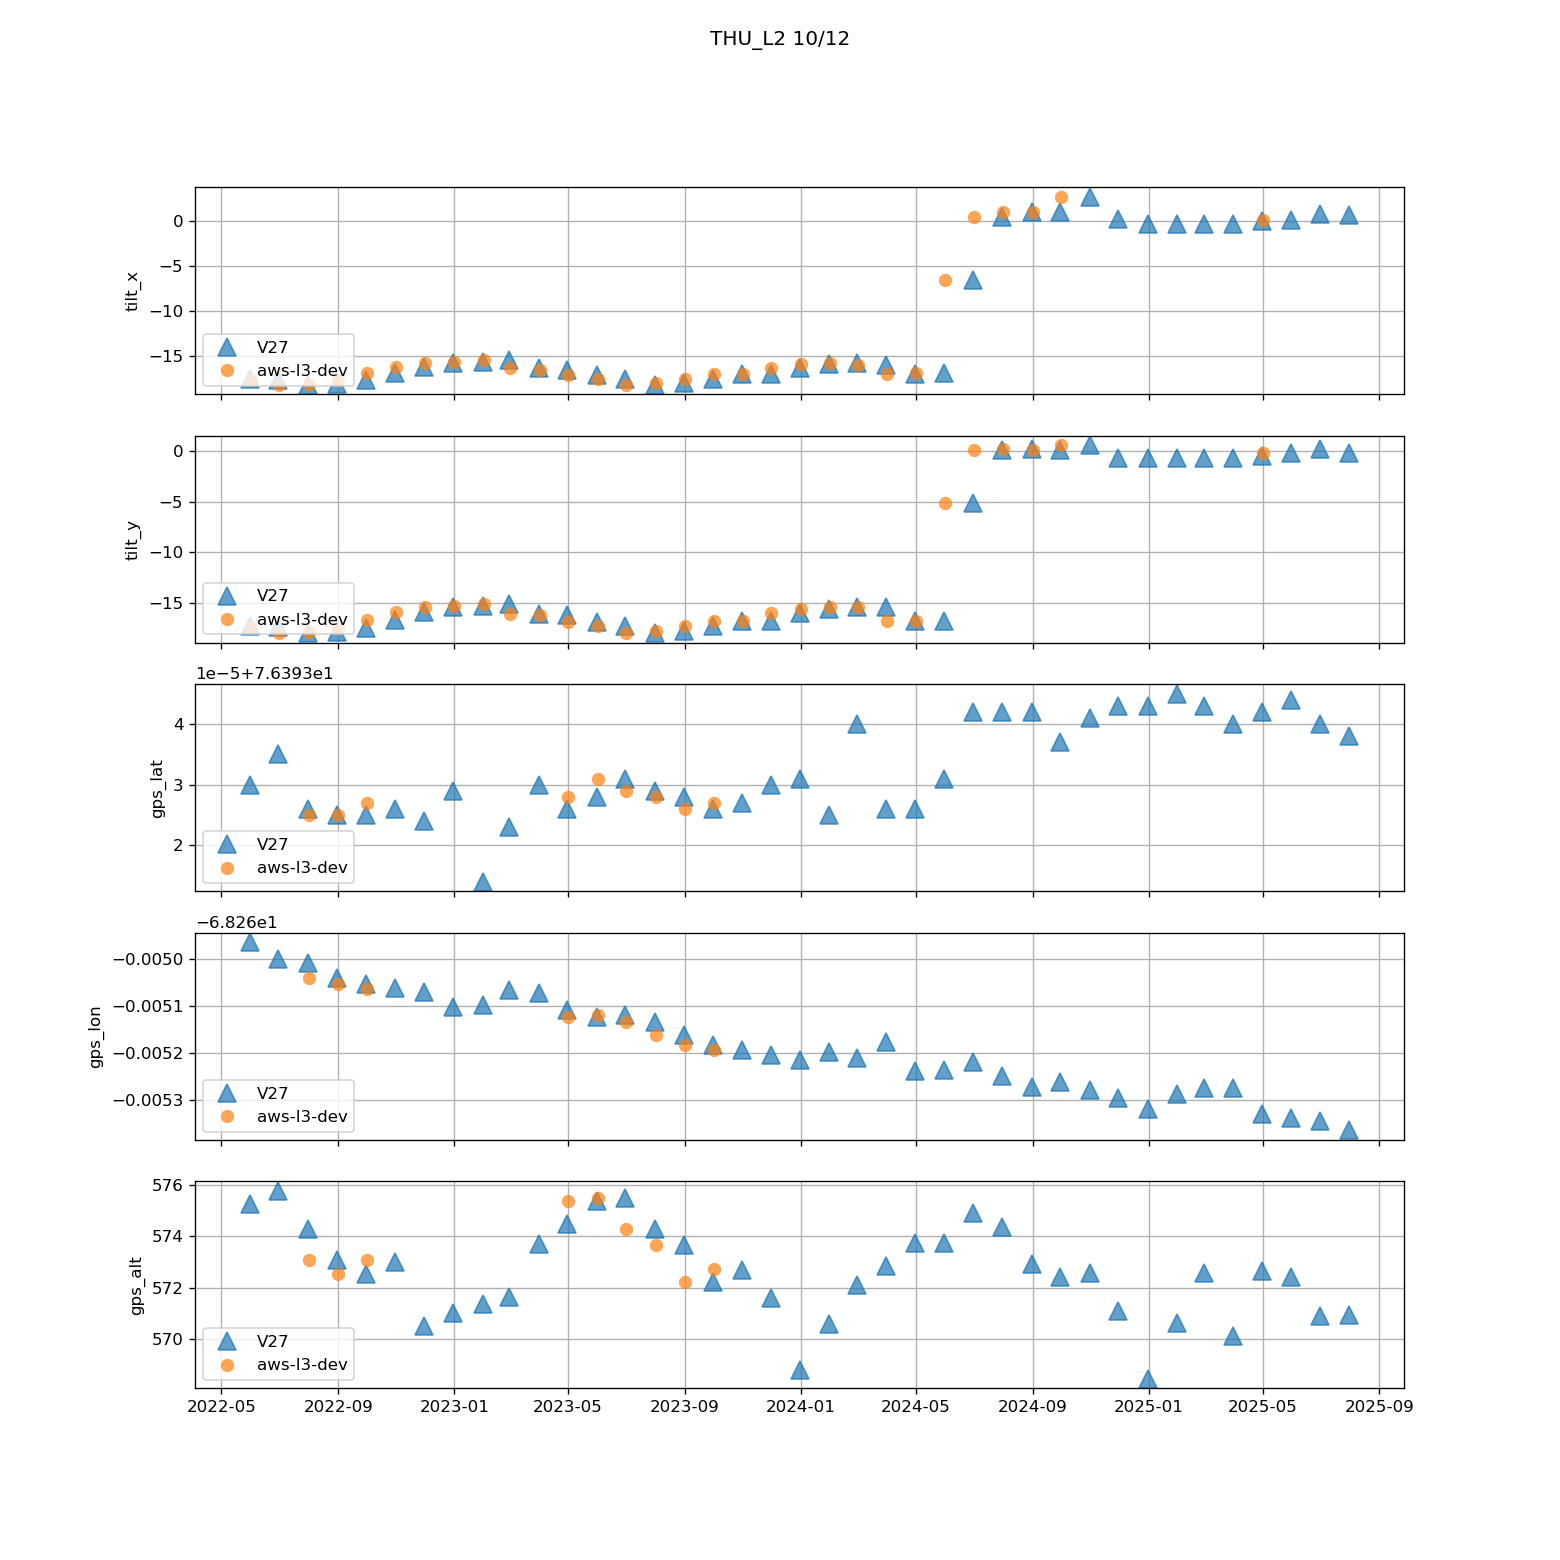 THU_L2 10/12
tilt_x
0
−5
−10
−15
V27
aws-l3-dev
tilt_y
0
−5
−10
−15
V27
aws-l3-dev
1e−5+7.6393e1
gps_lat
4
3
2
V27
aws-l3-dev
−6.826e1
gps_lon
−0.0050
−0.0051
−0.0052
−0.0053
V27
aws-l3-dev
gps_alt
576
574
572
570
V27
aws-l3-dev
2022-05 2022-09 2023-01 2023-05 2023-09 2024-01 2024-05 2024-09 2025-01 2025-05 2025-09